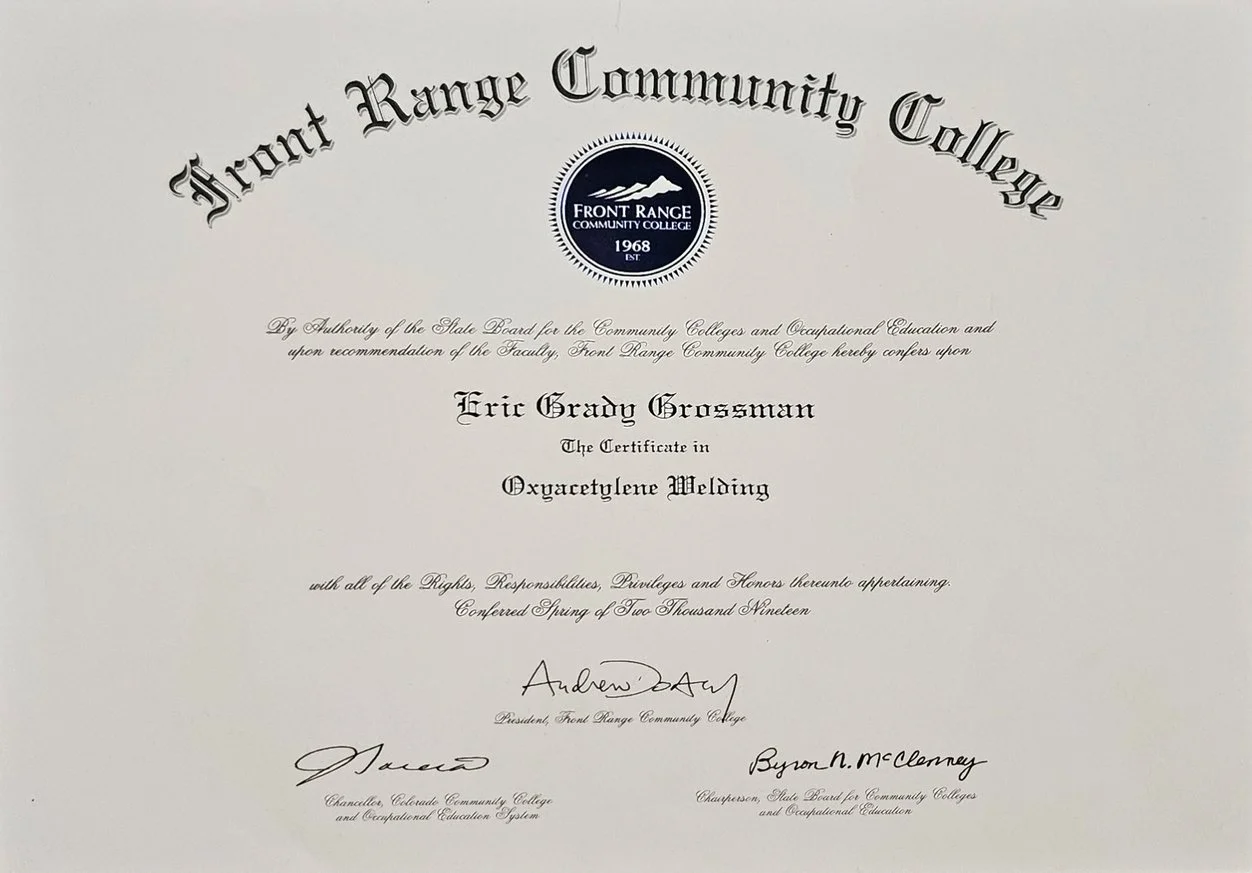 Front Range Community College
FRONT RANGE
COMMUNITY COLLEGE
1968
EST.
By Authority of the State Board for the Community Colleges and Occupational Education and
upon recommendation of the Faculty, Front Range Community College hereby confers upon
Eric Grady Grossman
The Certificate in
Oxyacetylene Welding
with all of the Rights, Responsibilities, Privileges and Honors thereunto appertaining.
Conferred Spring of Two Thousand Nineteen
Andrew
President, Front Range Community College
Byron N. McClenney
Chancellor, Colorado Community College
and Occupational Education System
Chairperson, State Board for Community Colleges
and Occupational Education